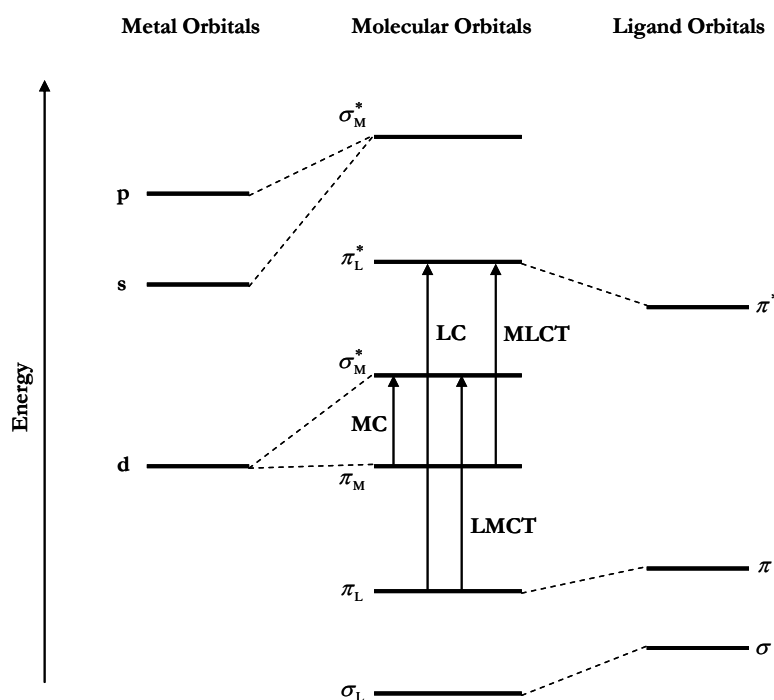 Metal Orbitals Molecular Orbitals Ligand Orbitals
σ*M
p
π*L
s
π*
LC MLCT
σ*M
Energy
MC
d
πM
LMCT
π
πL
σ
σL